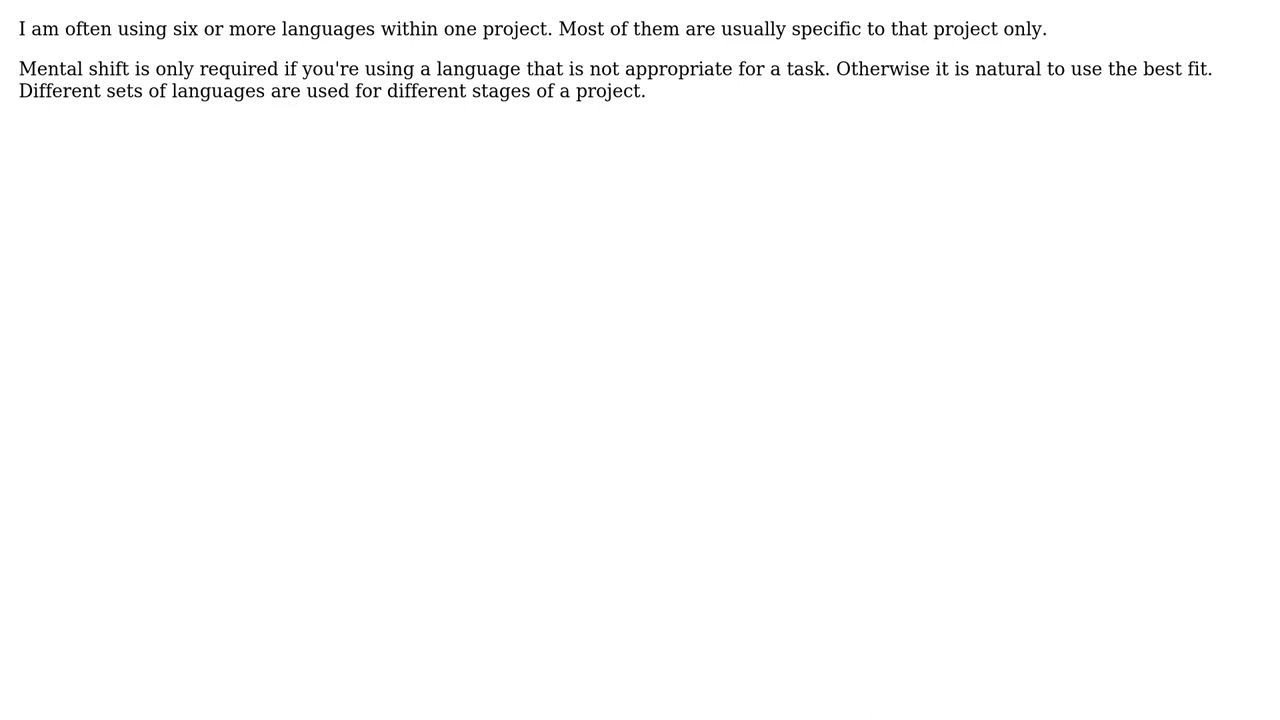 I am often using six or more languages within one project. Most of them are usually specific to that project only.
Mental shift is only required if you're using a language that is not appropriate for a task. Otherwise it is natural to use the best fit.
Different sets of languages are used for different stages of a project.